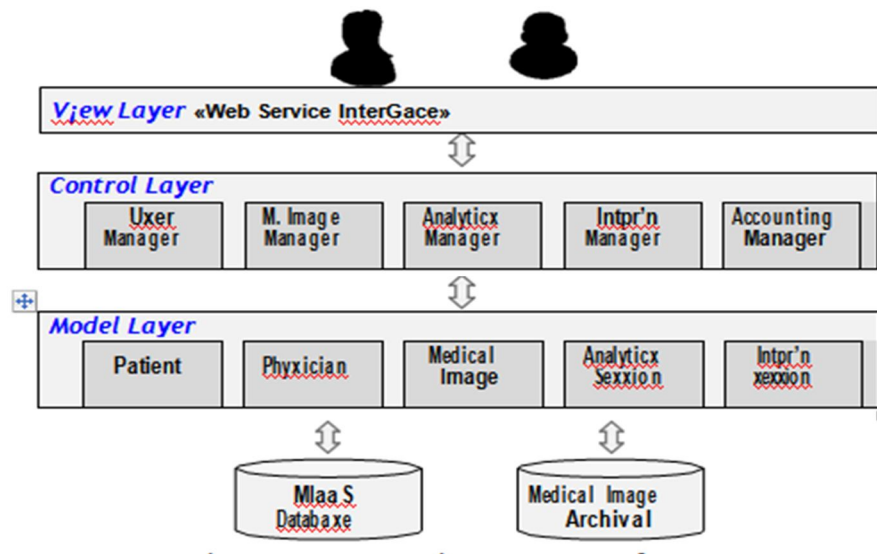 V¡ew Layer «Web Service InterGace»
Control Layer
Uxer
Manager
M. Image
Manager
Analyticx
Manager
Intpr'n
Manager
Accounting
Manager
Model Layer
Patient
Phyxician
Medical
Image
Analyticx
Sexxion
Intpr'n
xexxion
MIaaS
Databaxe
Medical Image
Archival